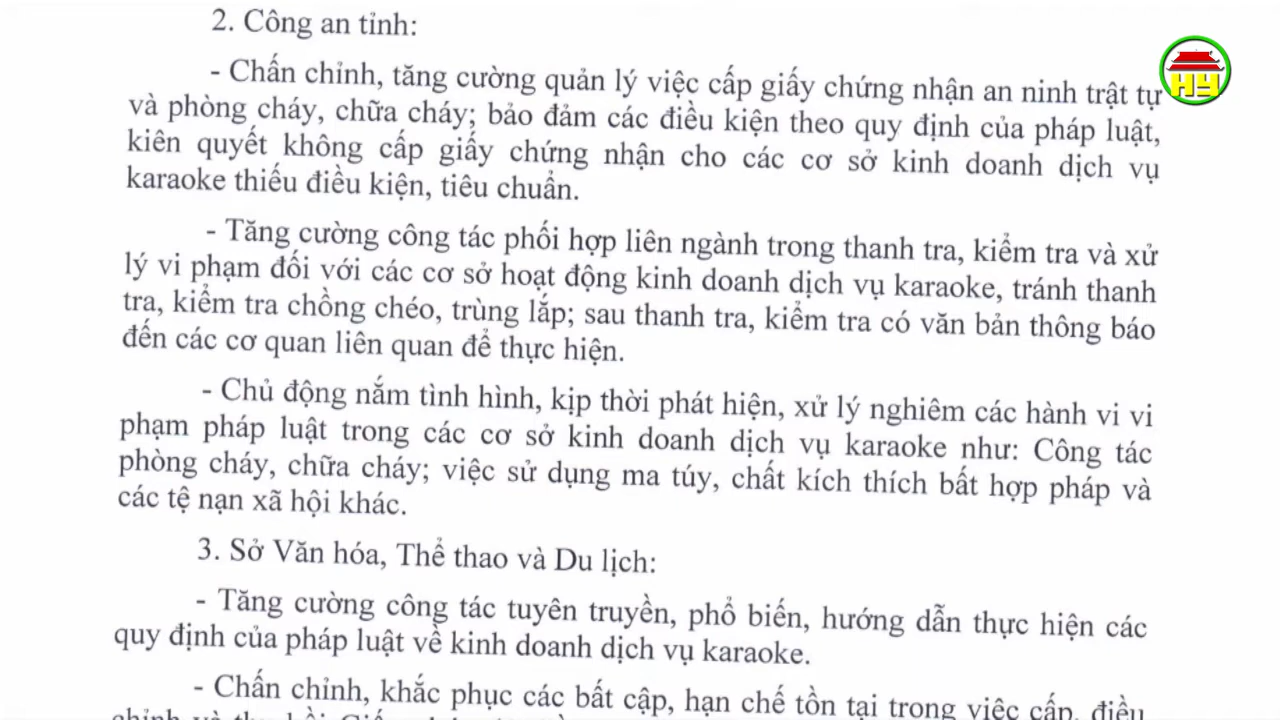 2. Công an tỉnh:
- Chấn chỉnh, tăng cường quản lý việc cấp giấy chứng nhận an ninh trật tự
và phòng cháy, chữa cháy; bảo đảm các điều kiện theo quy định của pháp luật,
kiên quyết không cấp giấy chứng nhận cho các cơ sở kinh doanh dịch vụ
karaoke thiếu điều kiện, tiêu chuẩn.
- Tăng cường công tác phối hợp liên ngành trong thanh tra, kiểm tra và xử
lý vi phạm đối với các cơ sở hoạt động kinh doanh dịch vụ karaoke, tránh thanh
tra, kiểm tra chồng chéo, trùng lắp; sau thanh tra, kiểm tra có văn bản thông báo
đến các cơ quan liên quan để thực hiện.
- Chủ động nắm tình hình, kịp thời phát hiện, xử lý nghiêm các hành vi vi
phạm pháp luật trong các cơ sở kinh doanh dịch vụ karaoke như: Công tác
phòng cháy, chữa cháy; việc sử dụng ma túy, chất kích thích bất hợp pháp và
các tệ nạn xã hội khác.
3. Sở Văn hóa, Thể thao và Du lịch:
- Tăng cường công tác tuyên truyền, phổ biến, hướng dẫn thực hiện các
quy định của pháp luật về kinh doanh dịch vụ karaoke.
- Chấn chỉnh, khắc phục các bất cập, hạn chế tồn tại trong việc cấp, điều
HY